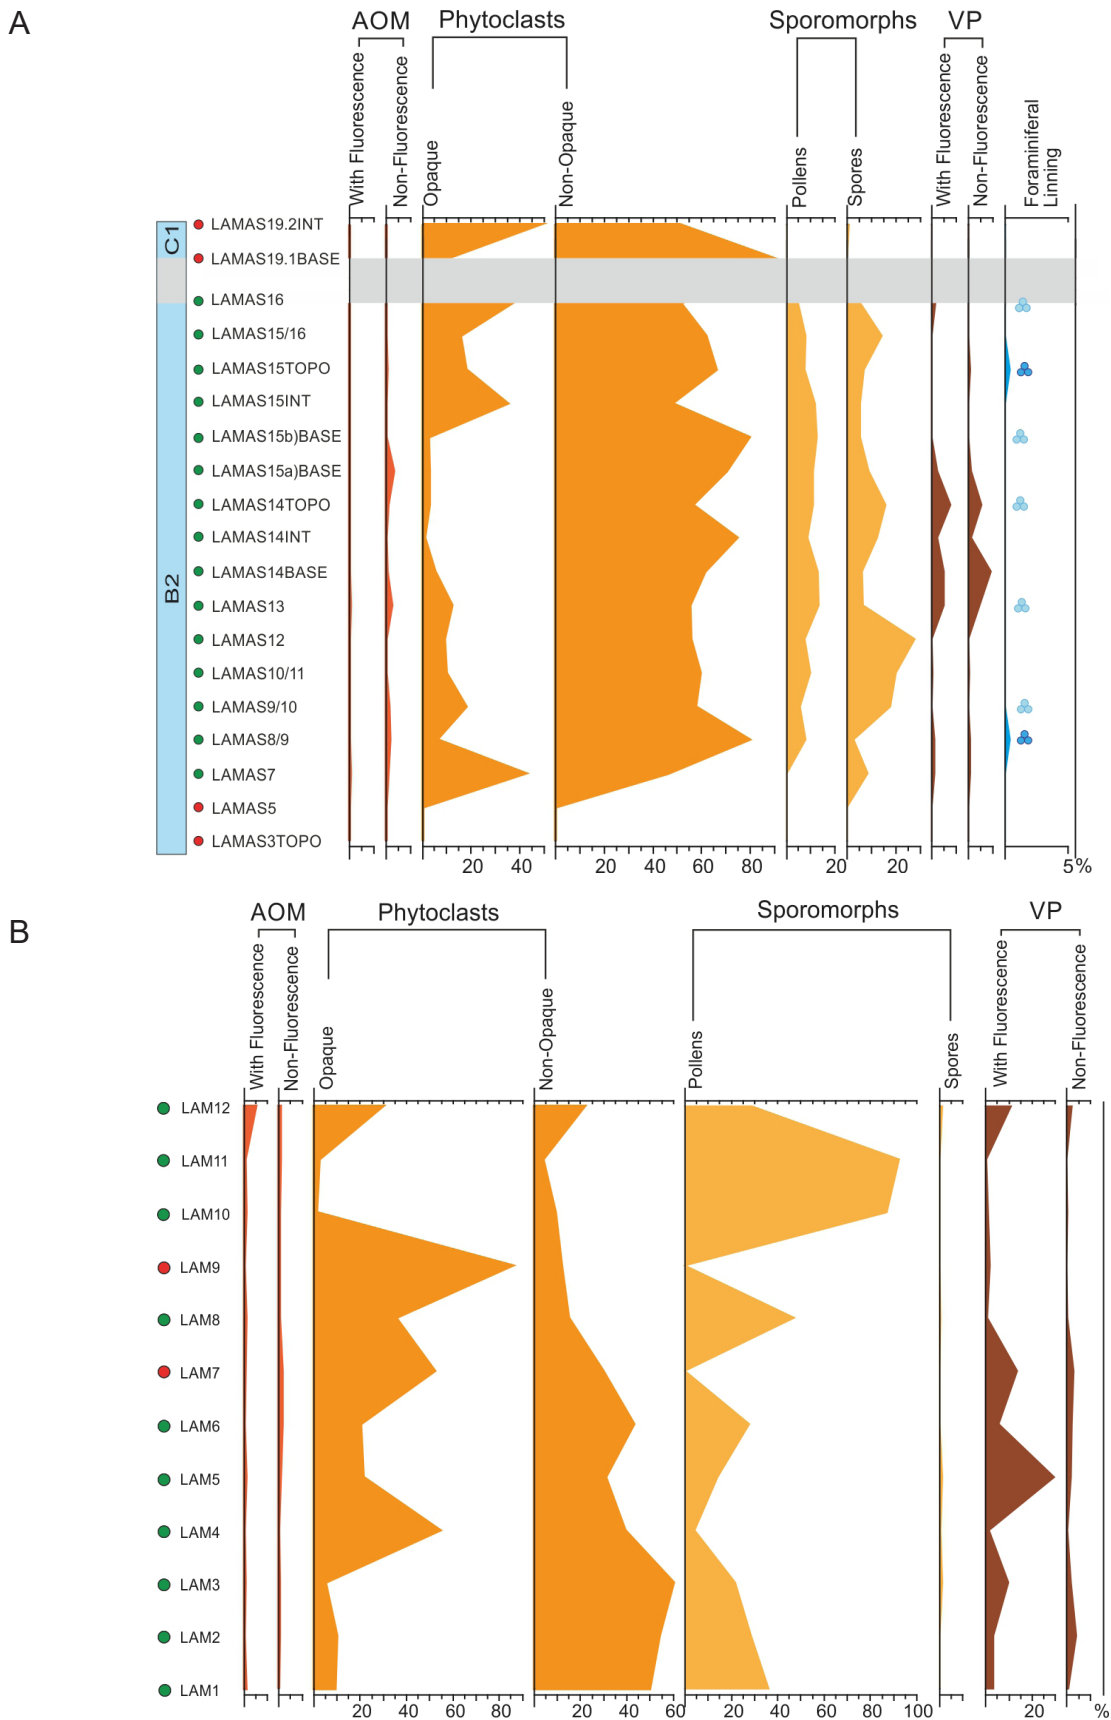 A
AOM
Phytoclasts
Sporomorphs
VP
With Fluorescence
Non-Fluorescence
Opaque
Non-Opaque
Pollens
Spores
With Fluorescence
Non-Fluorescence
Foraminiferal
Linning
C1
B2
LAMAS19.2INT
LAMAS19.1BASE
LAMAS16
LAMAS15/16
LAMAS15TOPO
LAMAS15INT
LAMAS15b)BASE
LAMAS15a)BASE
LAMAS14TOPO
LAMAS14INT
LAMAS14BASE
LAMAS13
LAMAS12
LAMAS10/11
LAMAS9/10
LAMAS8/9
LAMAS7
LAMAS5
LAMAS3TOPO
20 40 20 40 60 80 20 20 5%
B
AOM
Phytoclasts
Sporomorphs
VP
With Fluorescence
Non-Fluorescence
Opaque
Non-Opaque
Pollens
Spores
With Fluorescence
Non-Fluorescence
LAM12
LAM11
LAM10
LAM9
LAM8
LAM7
LAM6
LAM5
LAM4
LAM3
LAM2
LAM1
20 40 60 80 20 40 60 20 40 60 80 100 20 %